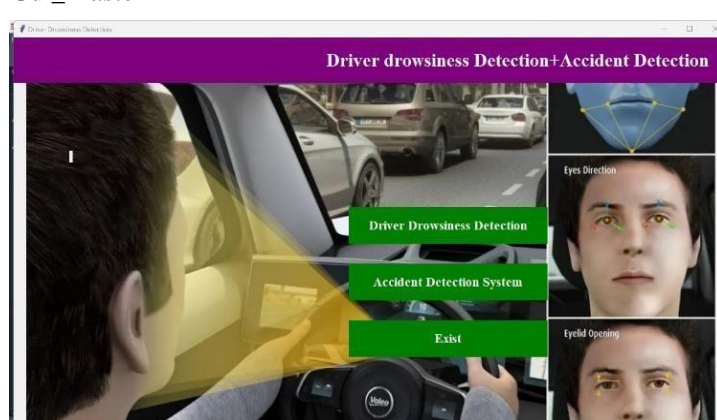 Driver Drowsiness Detection
Driver drowsiness Detection+Accident Detection
Eyes Direction
Driver Drowsiness Detection
Accident Detection System
Exist
Eyelid Opening
Valeo